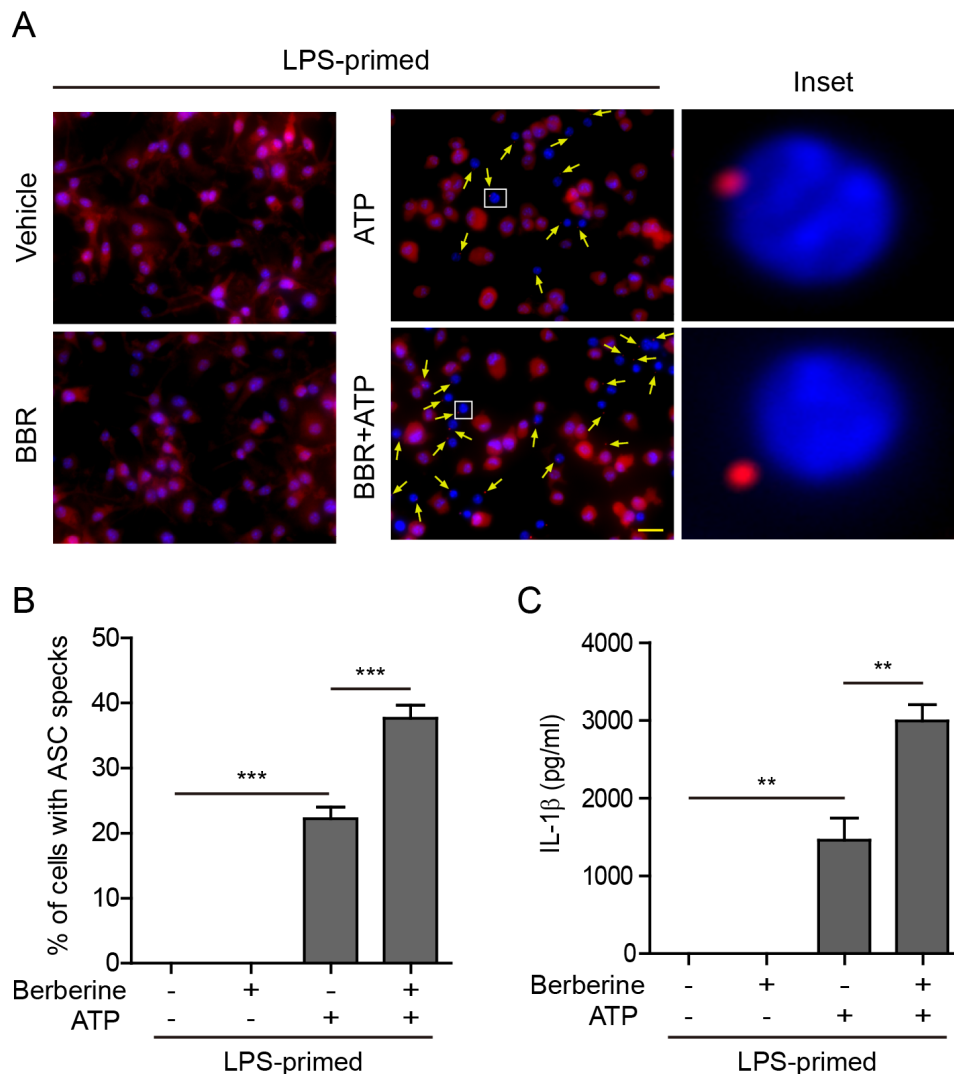 A
LPS-primed
Inset
Vehicle
ATP
BBR
BBR+ATP
B
% of cells with ASC specks
50
40
30
20
10
0
***
***
Berberine - + - +
ATP - - + +
LPS-primed
C
IL-1β (pg/ml)
4000
3000
2000
1000
0
**
**
Berberine - + - +
ATP - - + +
LPS-primed